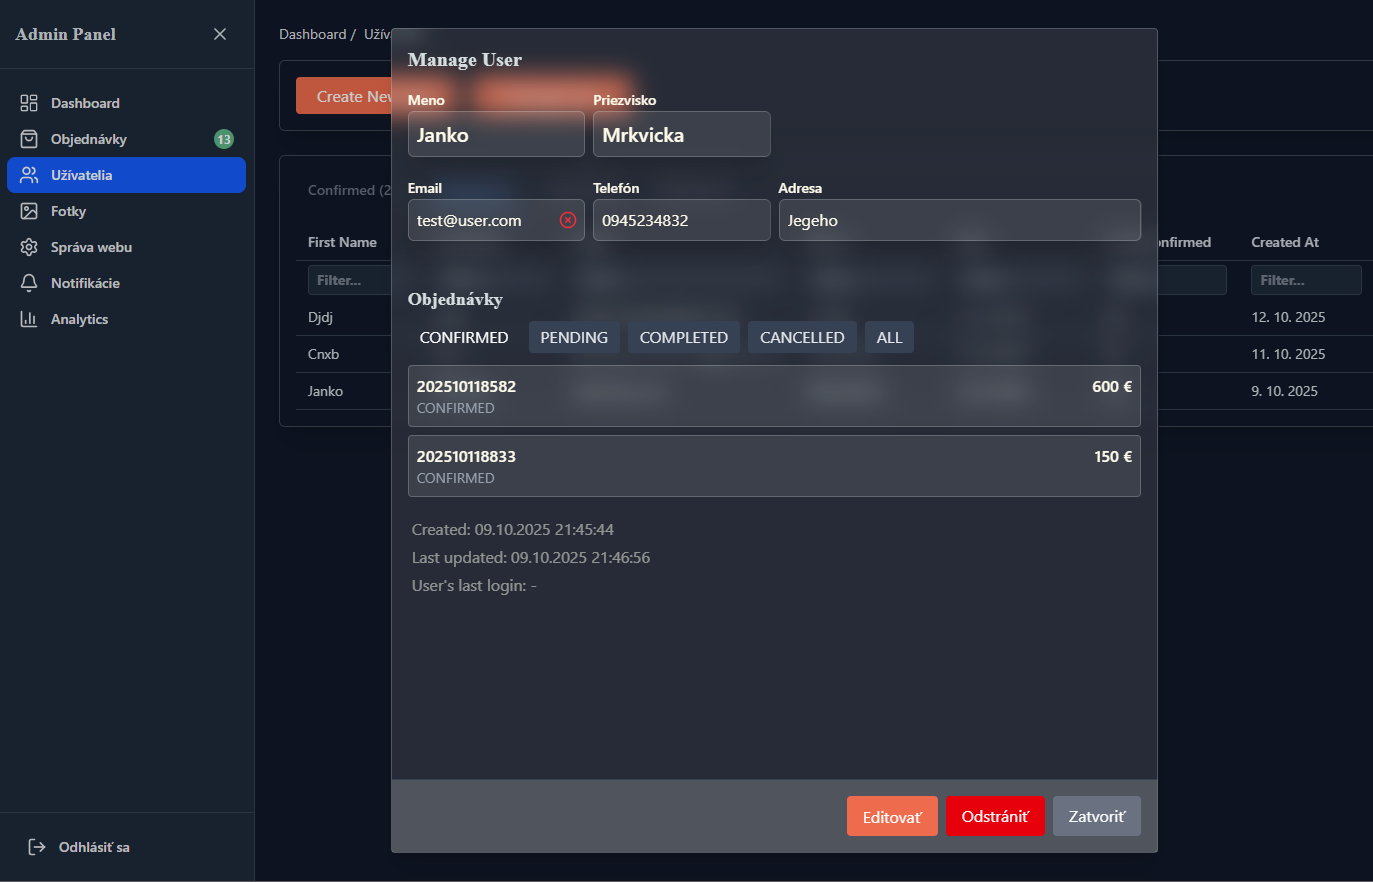 Admin Panel
Dashboard
Objednávky
13
Užívatelia
Fotky
Správa webu
Notifikácie
Analytics
Odhlásiť sa
Dashboard /
Create
Confirmed
First Name
Filter...
Djdj
Cnxb
Janko
Created At
Filter...
12. 10. 2025
11. 10. 2025
9. 10. 2025
Manage User
Meno
Priezvisko
Janko
Mrkvicka
Email
Telefón
Adresa
test@user.com
0945234832
Jegeho
Objednávky
CONFIRMED
PENDING
COMPLETED
CANCELLED
ALL
202510118582
600 €
CONFIRMED
202510118833
150 €
CONFIRMED
Created: 09.10.2025 21:45:44
Last updated: 09.10.2025 21:46:56
User's last login: -
Editovať
Odstrániť
Zatvoriť